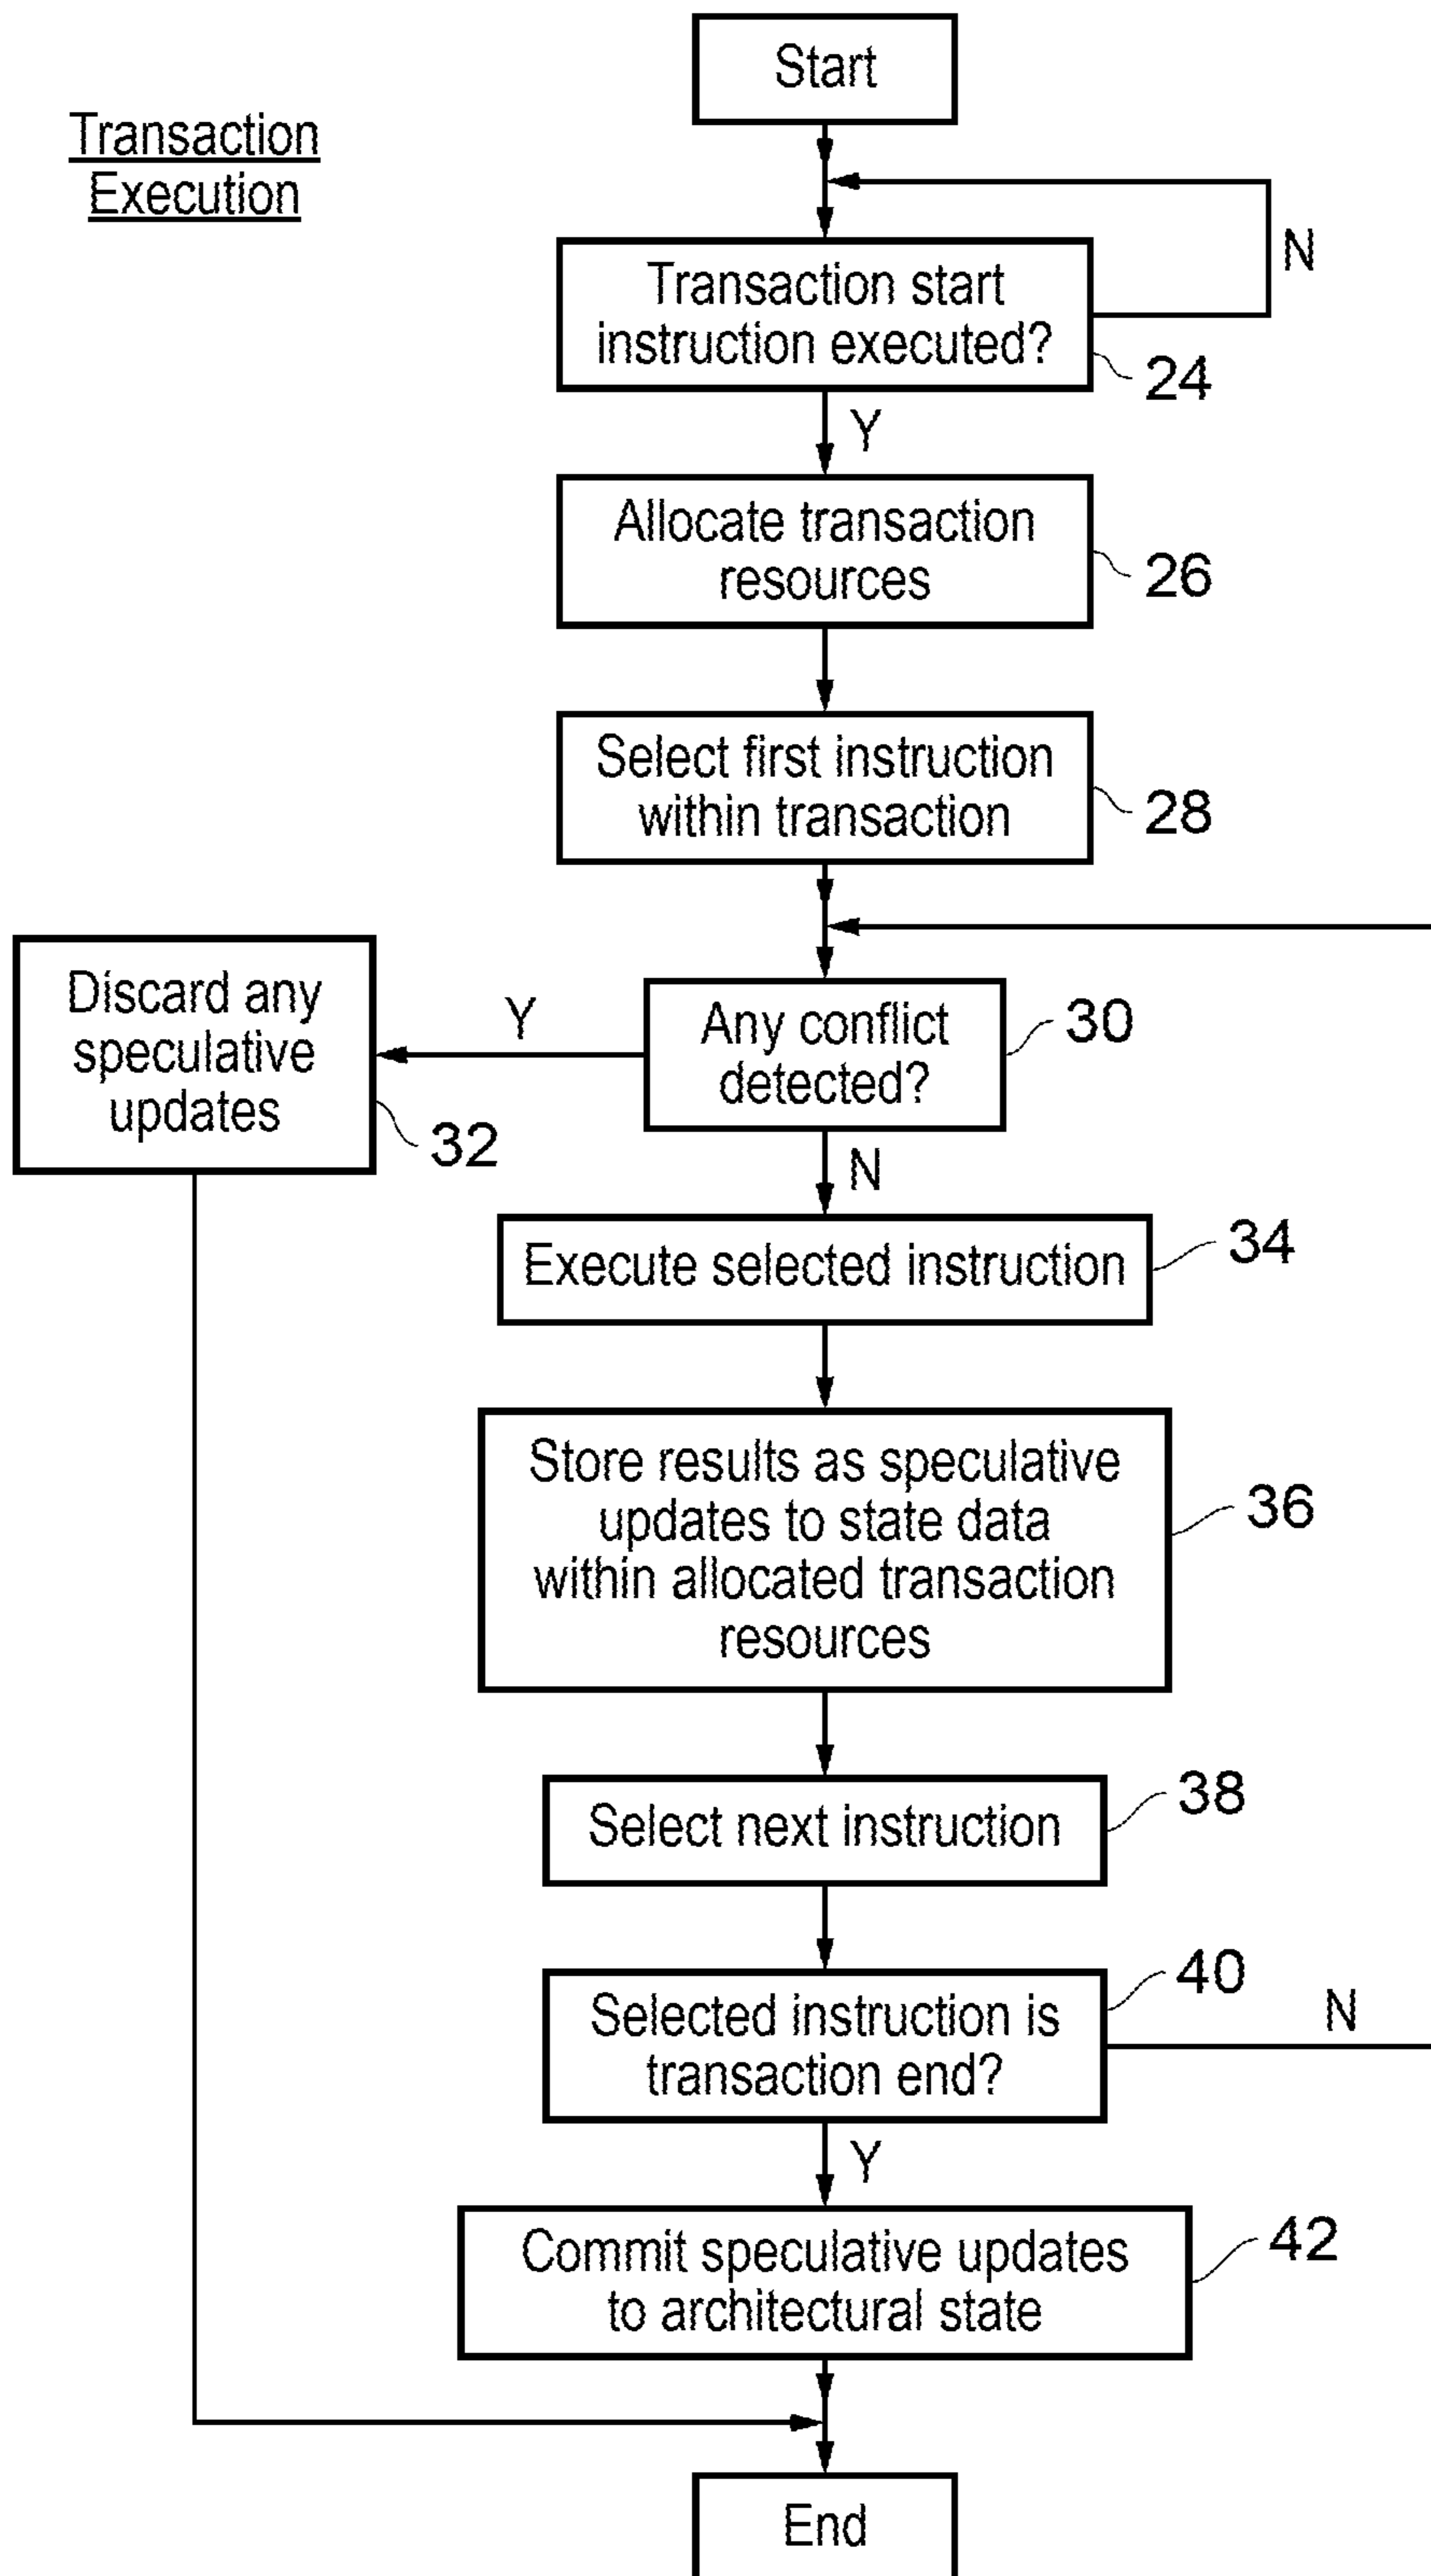 Transaction
Execution
Start
N
Transaction start
instruction executed?
24
Y
Allocate transaction
resources
26
Select first instruction
within transaction
28
Discard any
speculative
updates
32
Y
Any conflict
detected?
30
N
Execute selected instruction
34
Store results as speculative
updates to state data
within allocated transaction
resources
36
Select next instruction
38
Selected instruction is
transaction end?
40
N
Y
Commit speculative updates
to architectural state
42
End